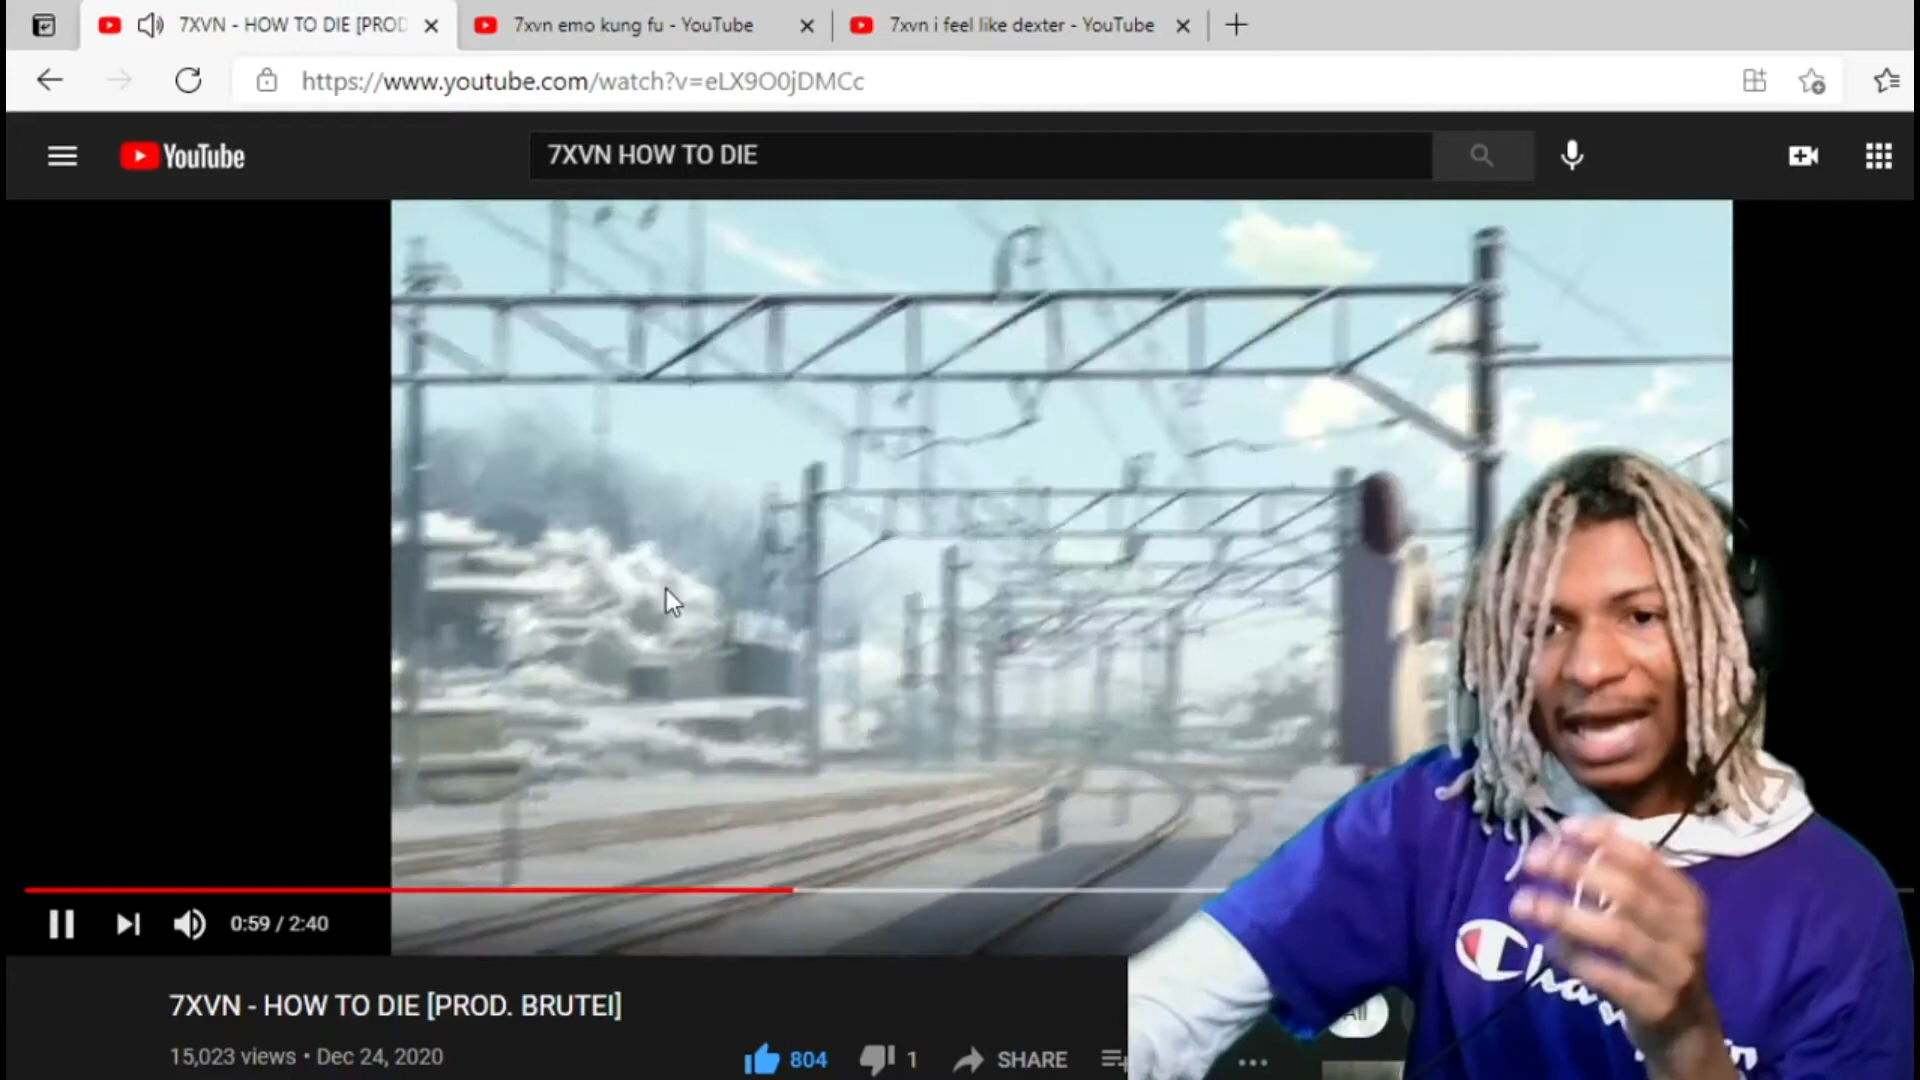 7XVN - HOW TO DIE [PROD
7xvn emo kung fu - YouTube
7xvn i feel like dexter - YouTube
https://www.youtube.com/watch?v=eLX9O0jDMCc
YouTube
7XVN HOW TO DIE
0:59 / 2:40
7XVN - HOW TO DIE [PROD. BRUTEI]
15,023 views • Dec 24, 2020
804
1
SHARE
All